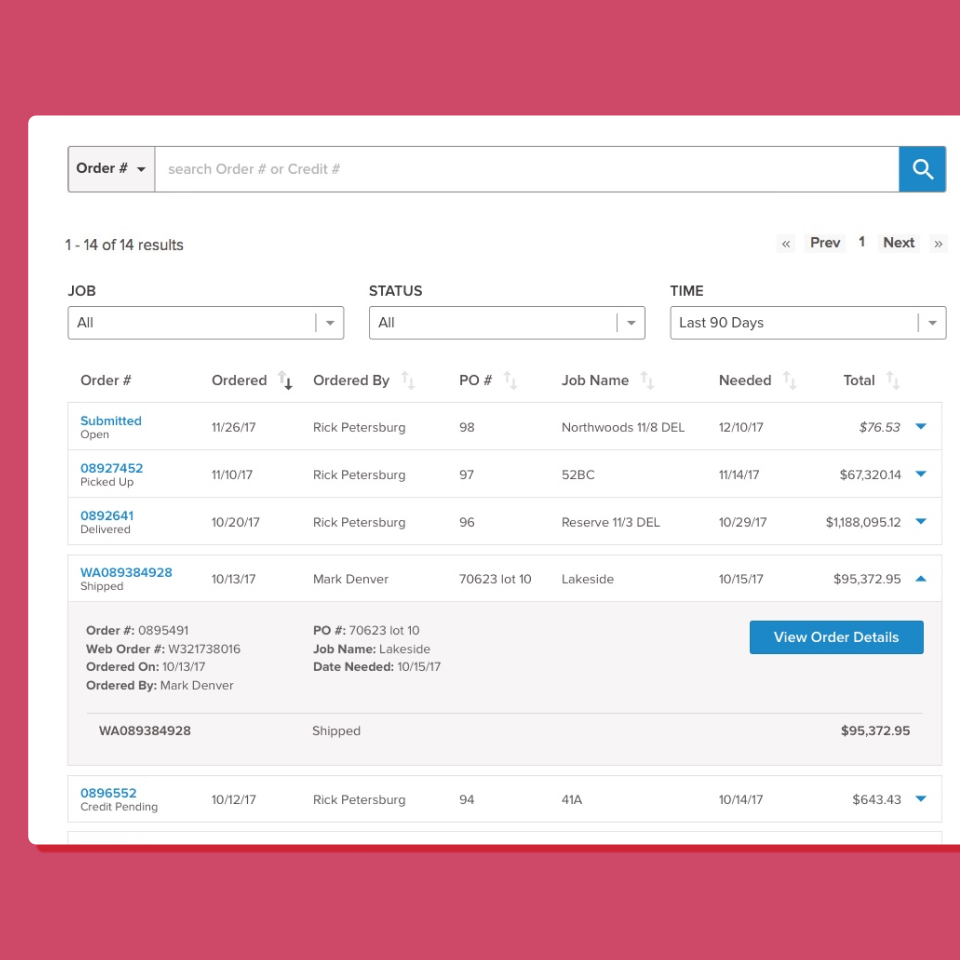 Order #
search Order # or Credit #
1 - 14 of 14 results
« Prev 1 Next »
JOB STATUS TIME
All All Last 90 Days
Order # Ordered Ordered By PO # Job Name Needed Total
Submitted
Open
11/26/17 Rick Petersburg 98 Northwoods 11/8 DEL 12/10/17 $76.53
08927452
Picked Up
11/10/17 Rick Petersburg 97 52BC 11/14/17 $67,320.14
0892641
Delivered
10/20/17 Rick Petersburg 96 Reserve 11/3 DEL 10/29/17 $1,188,095.12
WA089384928
Shipped
10/13/17 Mark Denver 70623 lot 10 Lakeside 10/15/17 $95,372.95
Order #: 0895491
Web Order #: W321738016
Ordered On: 10/13/17
Ordered By: Mark Denver
PO #: 70623 lot 10
Job Name: Lakeside
Date Needed: 10/15/17
View Order Details
WA089384928 Shipped $95,372.95
0896552
Credit Pending
10/12/17 Rick Petersburg 94 41A 10/14/17 $643.43